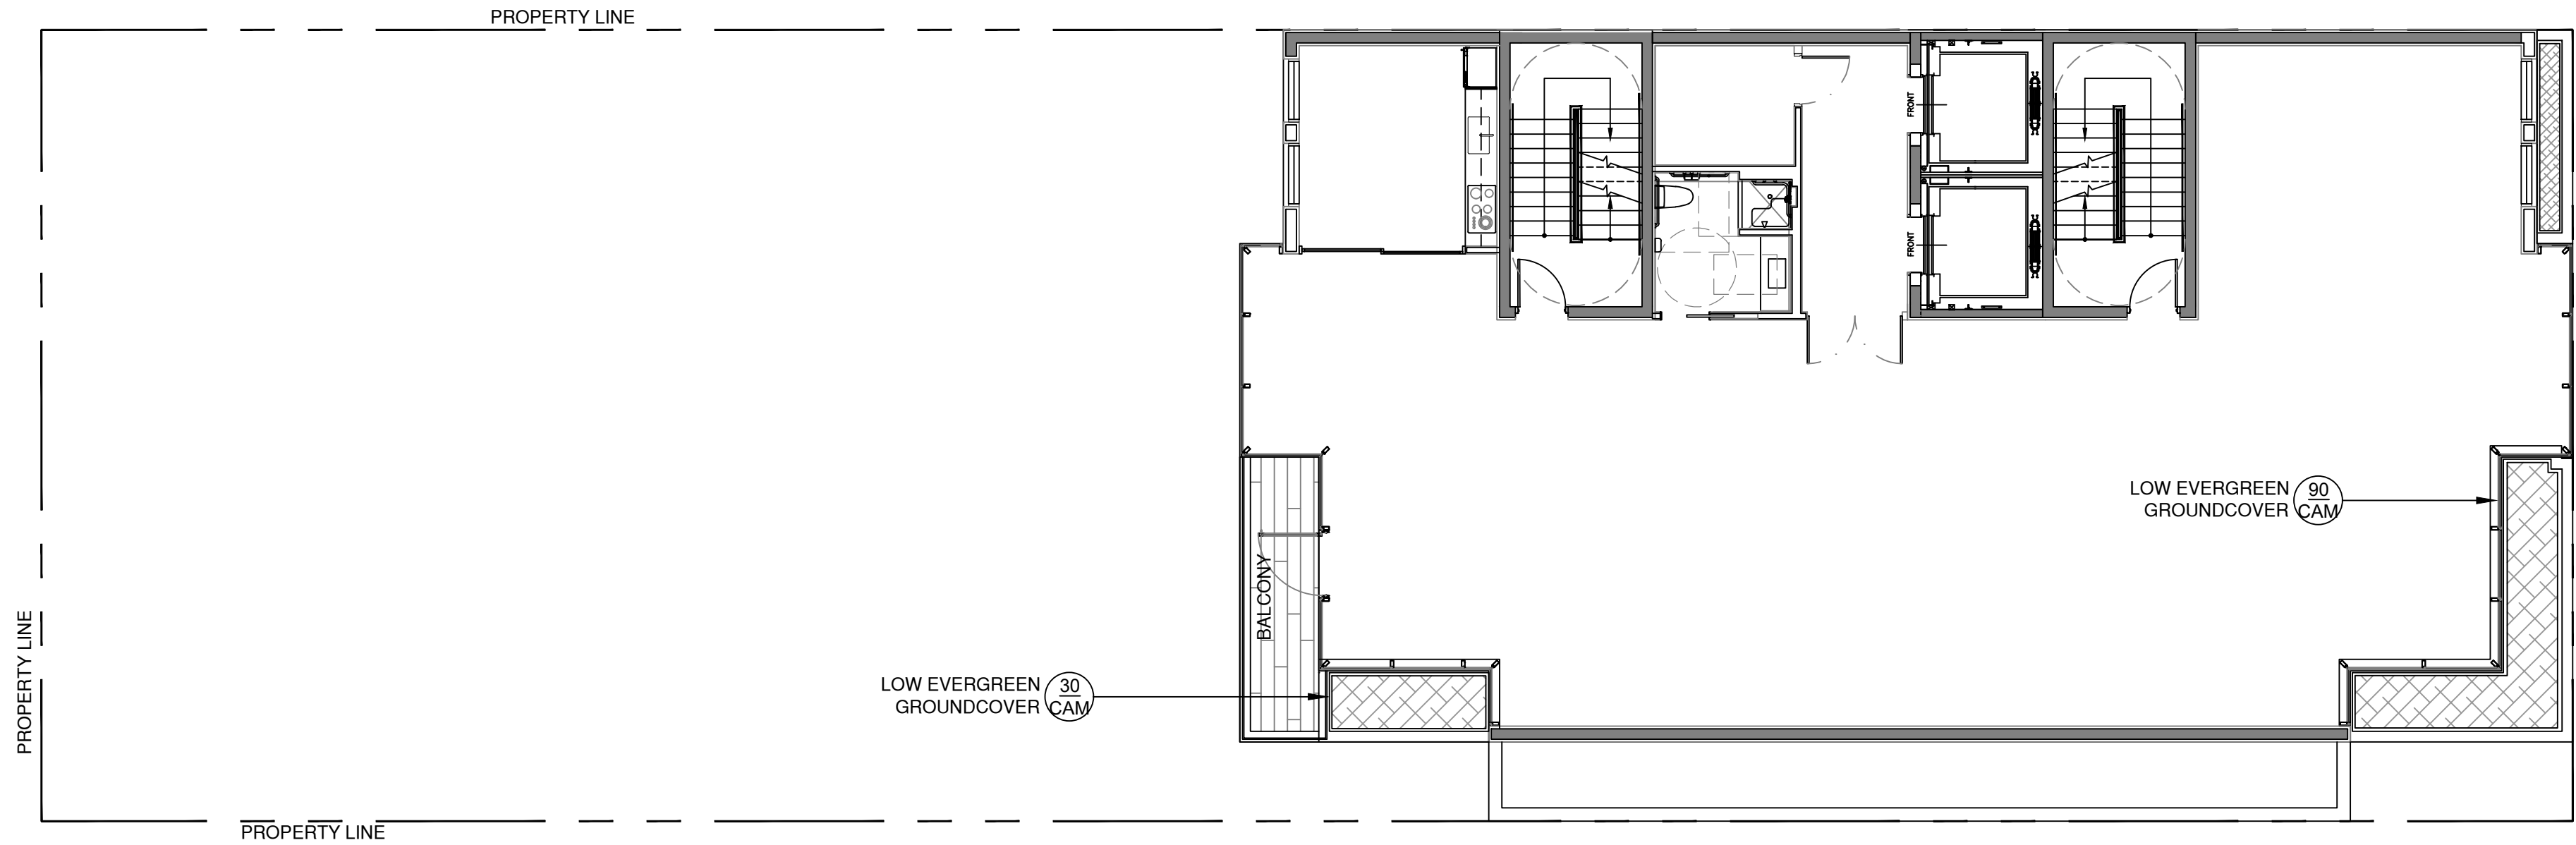 PROPERTY LINE
FRONT
FRONT
LOW EVERGREEN
GROUNDCOVER
90
CAM
BALCONY
PROPERTY LINE
LOW EVERGREEN
GROUNDCOVER
30
CAM
PROPERTY LINE